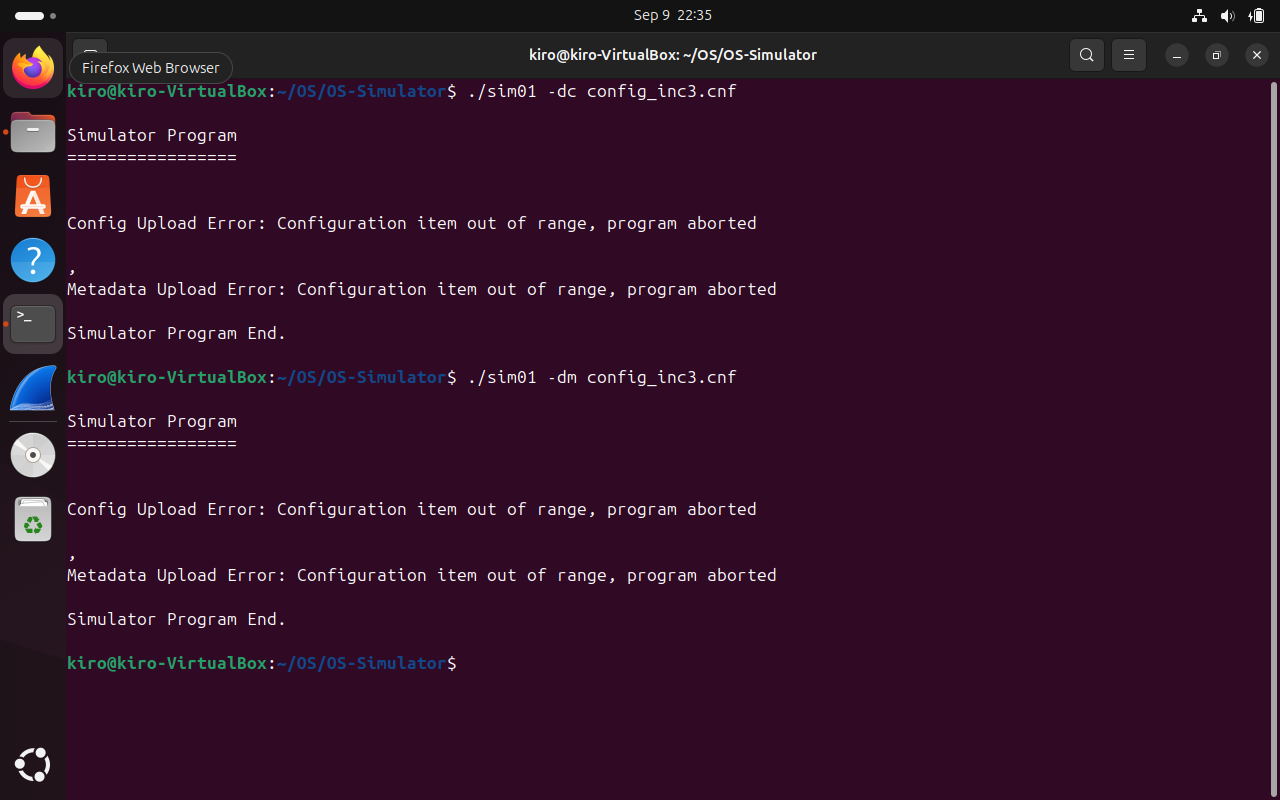 Sep 9 22:35
kiro@kiro-VirtualBox: ~/OS/OS-Simulator
Firefox Web Browser
kiro@kiro-VirtualBox:~/OS/OS-Simulator$ ./sim01 -dc config_inc3.cnf
Simulator Program
=================
Config Upload Error: Configuration item out of range, program aborted
,
Metadata Upload Error: Configuration item out of range, program aborted
Simulator Program End.
kiro@kiro-VirtualBox:~/OS/OS-Simulator$ ./sim01 -dm config_inc3.cnf
Simulator Program
=================
Config Upload Error: Configuration item out of range, program aborted
,
Metadata Upload Error: Configuration item out of range, program aborted
Simulator Program End.
kiro@kiro-VirtualBox:~/OS/OS-Simulator$